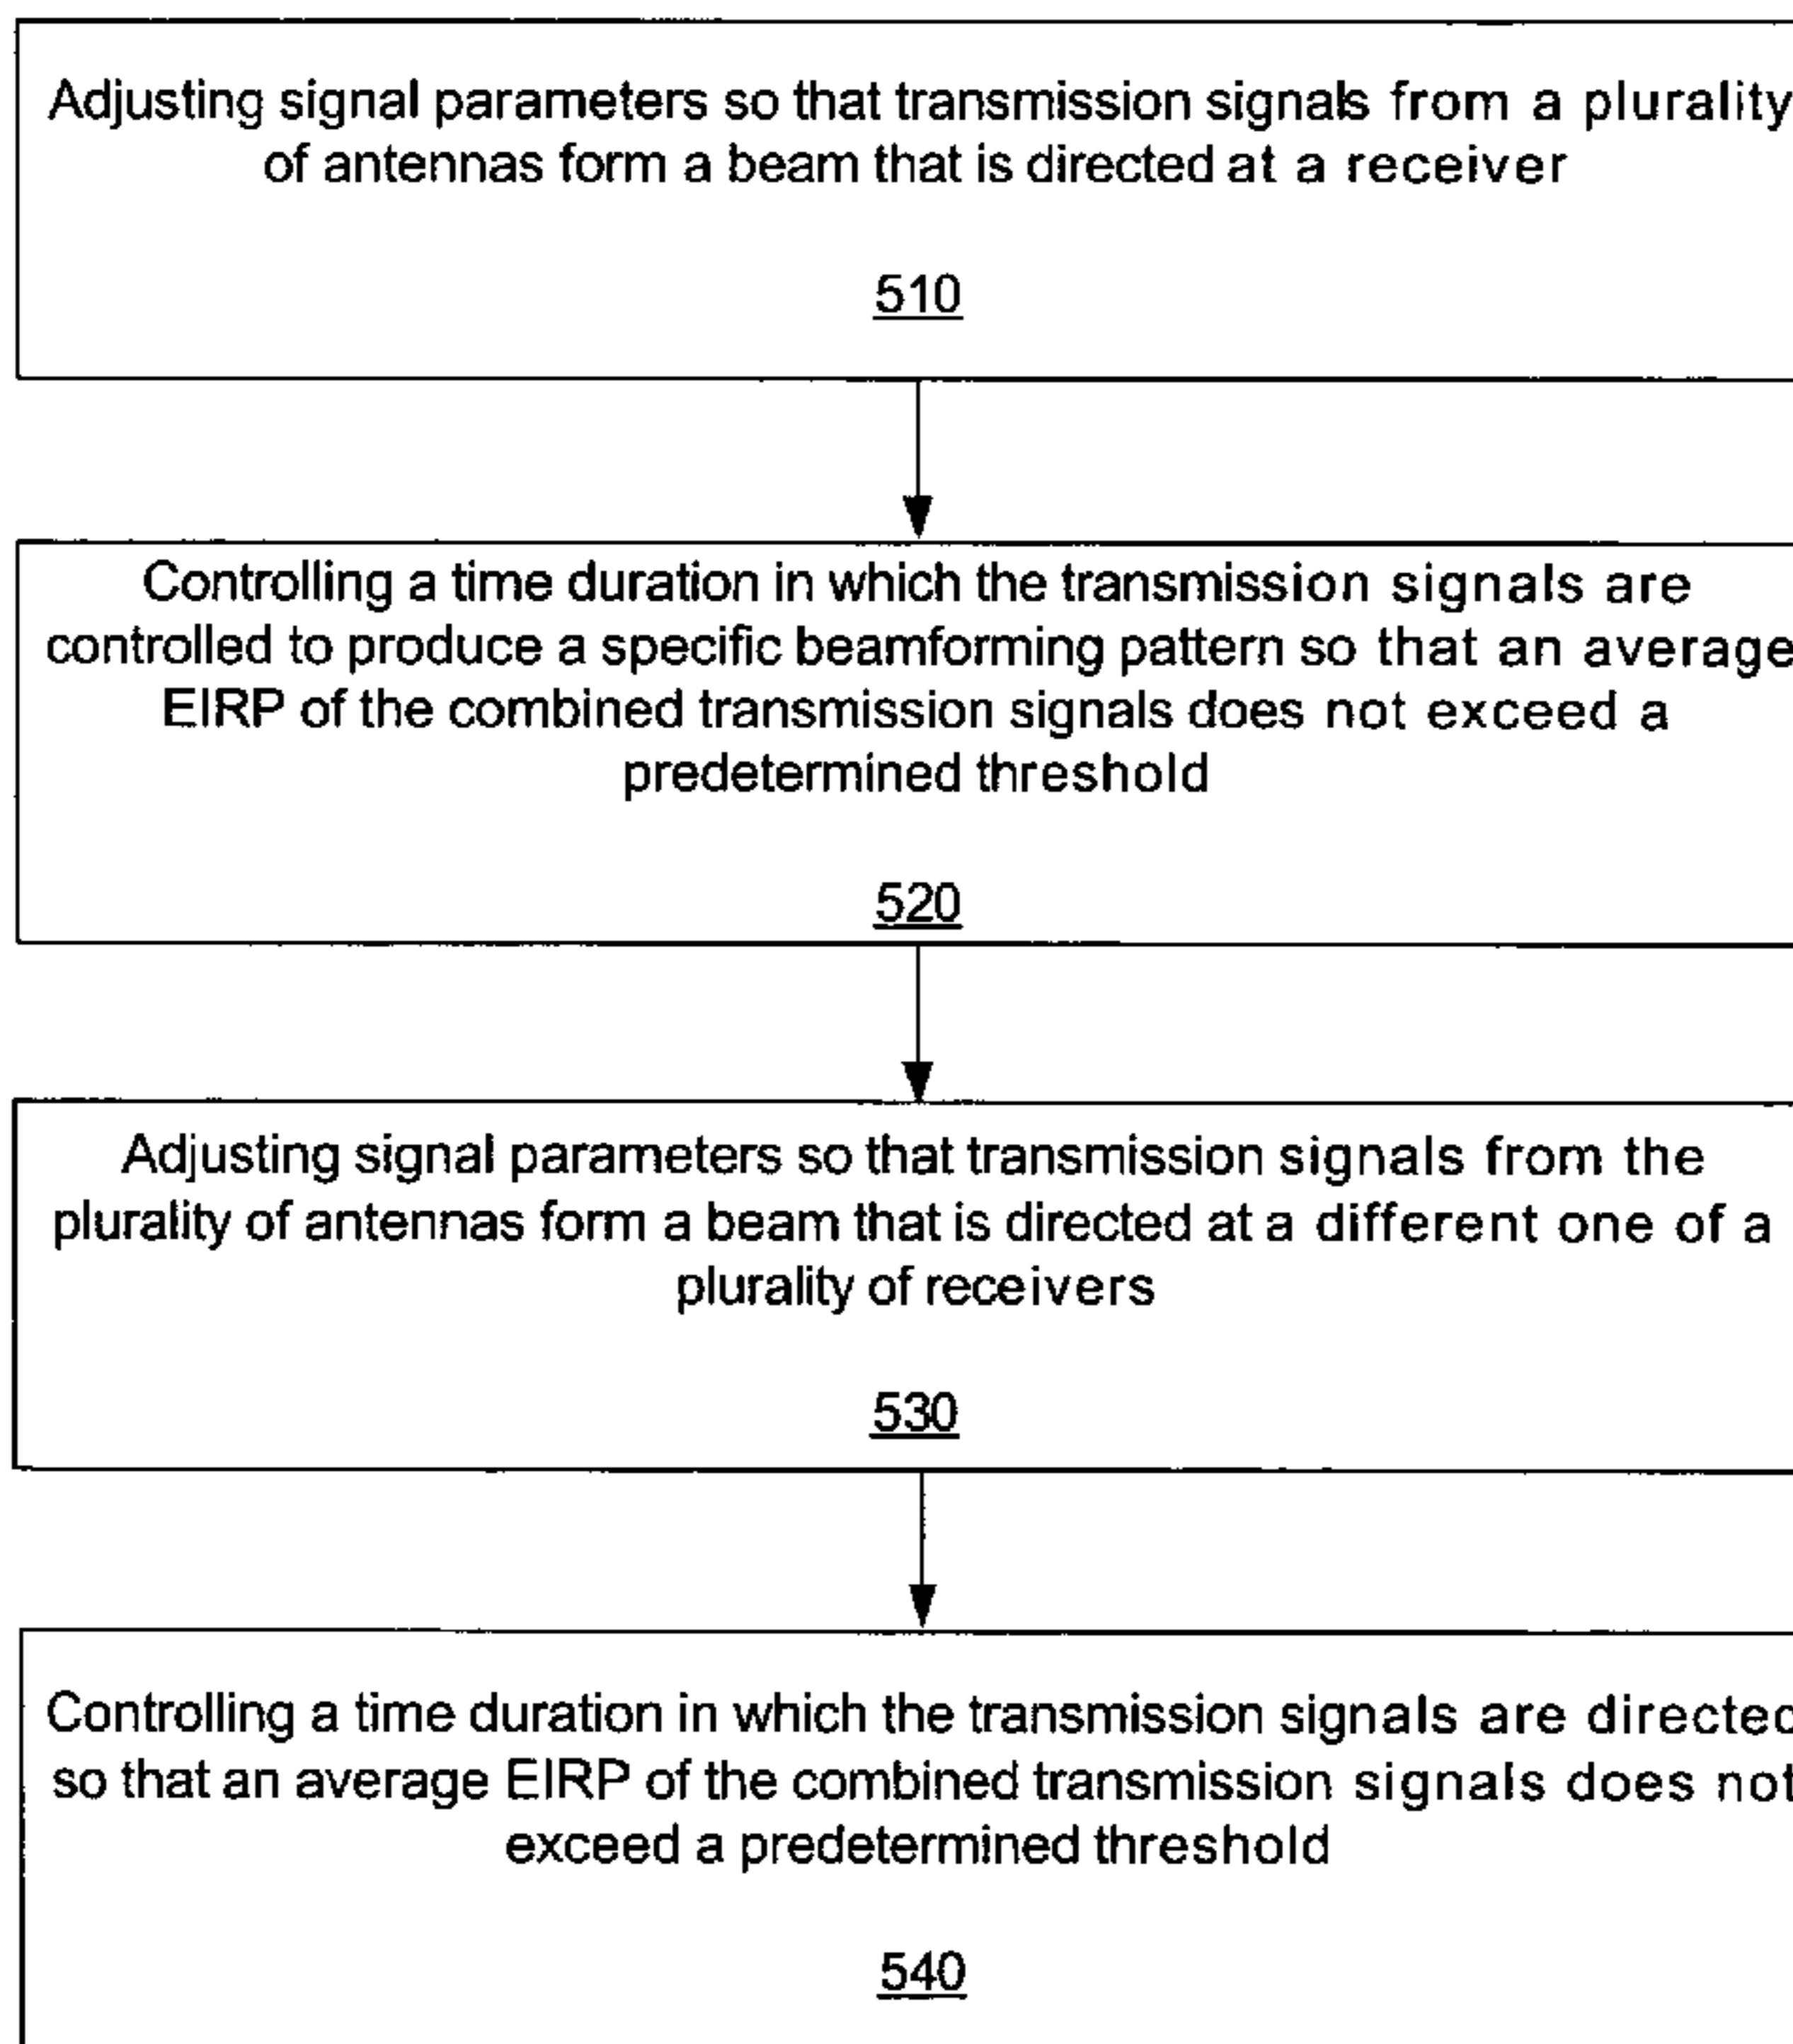 Adjusting signal parameters so that transmission signals from a plurality
of antennas form a beam that is directed at a receiver
510
Controlling a time duration in which the transmission signals are
controlled to produce a specific beamforming pattern so that an average
EIRP of the combined transmission signals does not exceed a
predetermined threshold
520
Adjusting signal parameters so that transmission signals from the
plurality of antennas form a beam that is directed at a different one of a
plurality of receivers
530
Controlling a time duration in which the transmission signals are directed
so that an average EIRP of the combined transmission signals does not
exceed a predetermined threshold
540